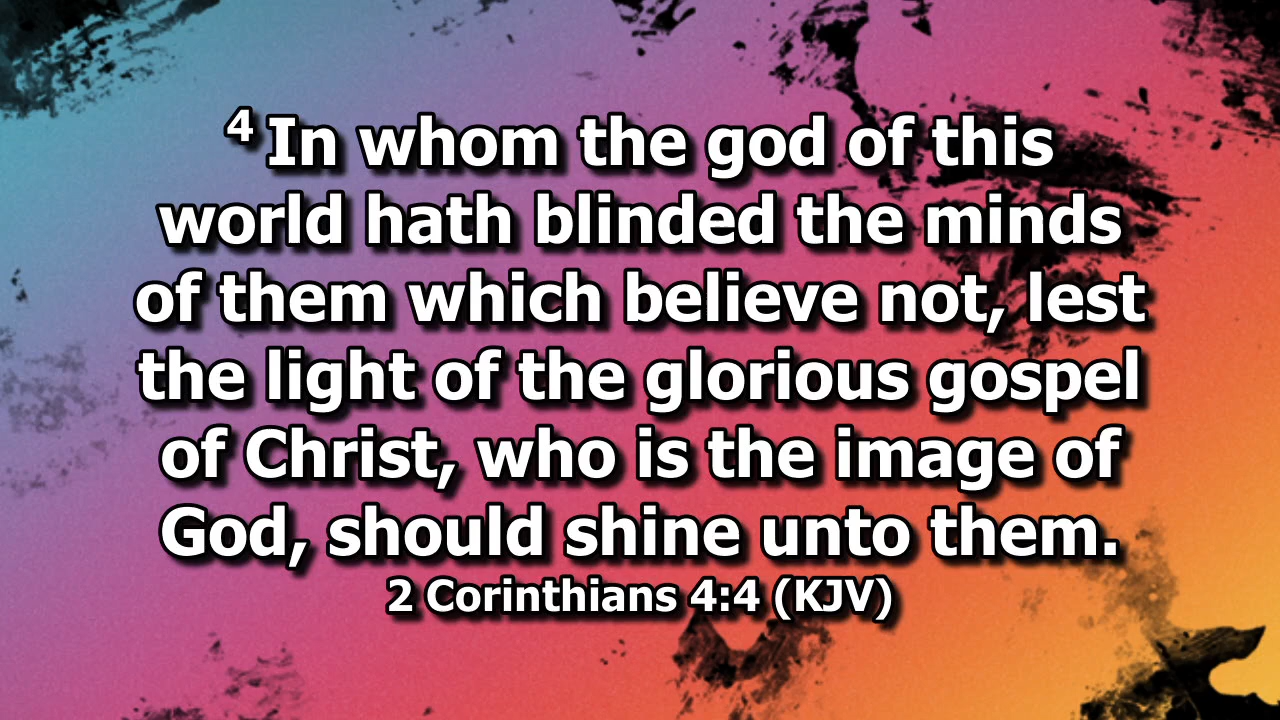 4 In whom the god of this
world hath blinded the minds
of them which believe not, lest
the light of the glorious gospel
of Christ, who is the image of
God, should shine unto them.
2 Corinthians 4:4 (KJV)